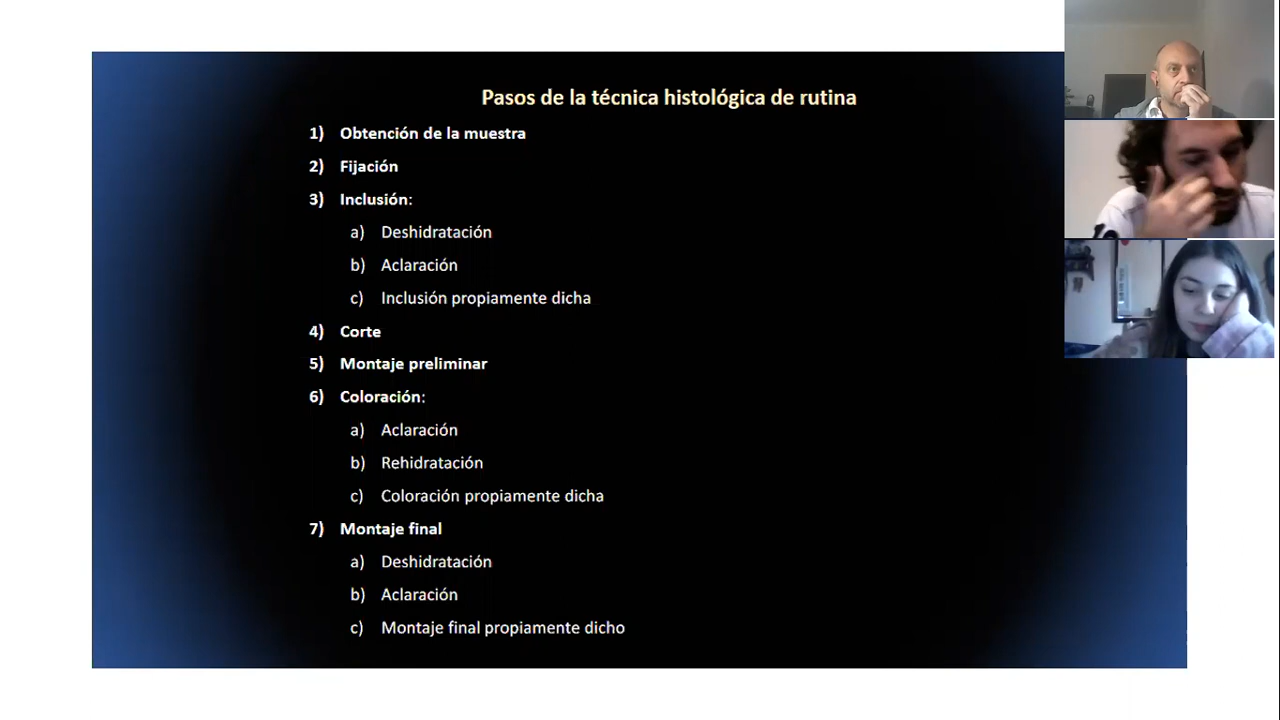 Pasos de la técnica histológica de rutina
1) Obtención de la muestra
2) Fijación
3) Inclusión:
a) Deshidratación
b) Aclaración
c) Inclusión propiamente dicha
4) Corte
5) Montaje preliminar
6) Coloración:
a) Aclaración
b) Rehidratación
c) Coloración propiamente dicha
7) Montaje final
a) Deshidratación
b) Aclaración
c) Montaje final propiamente dicho